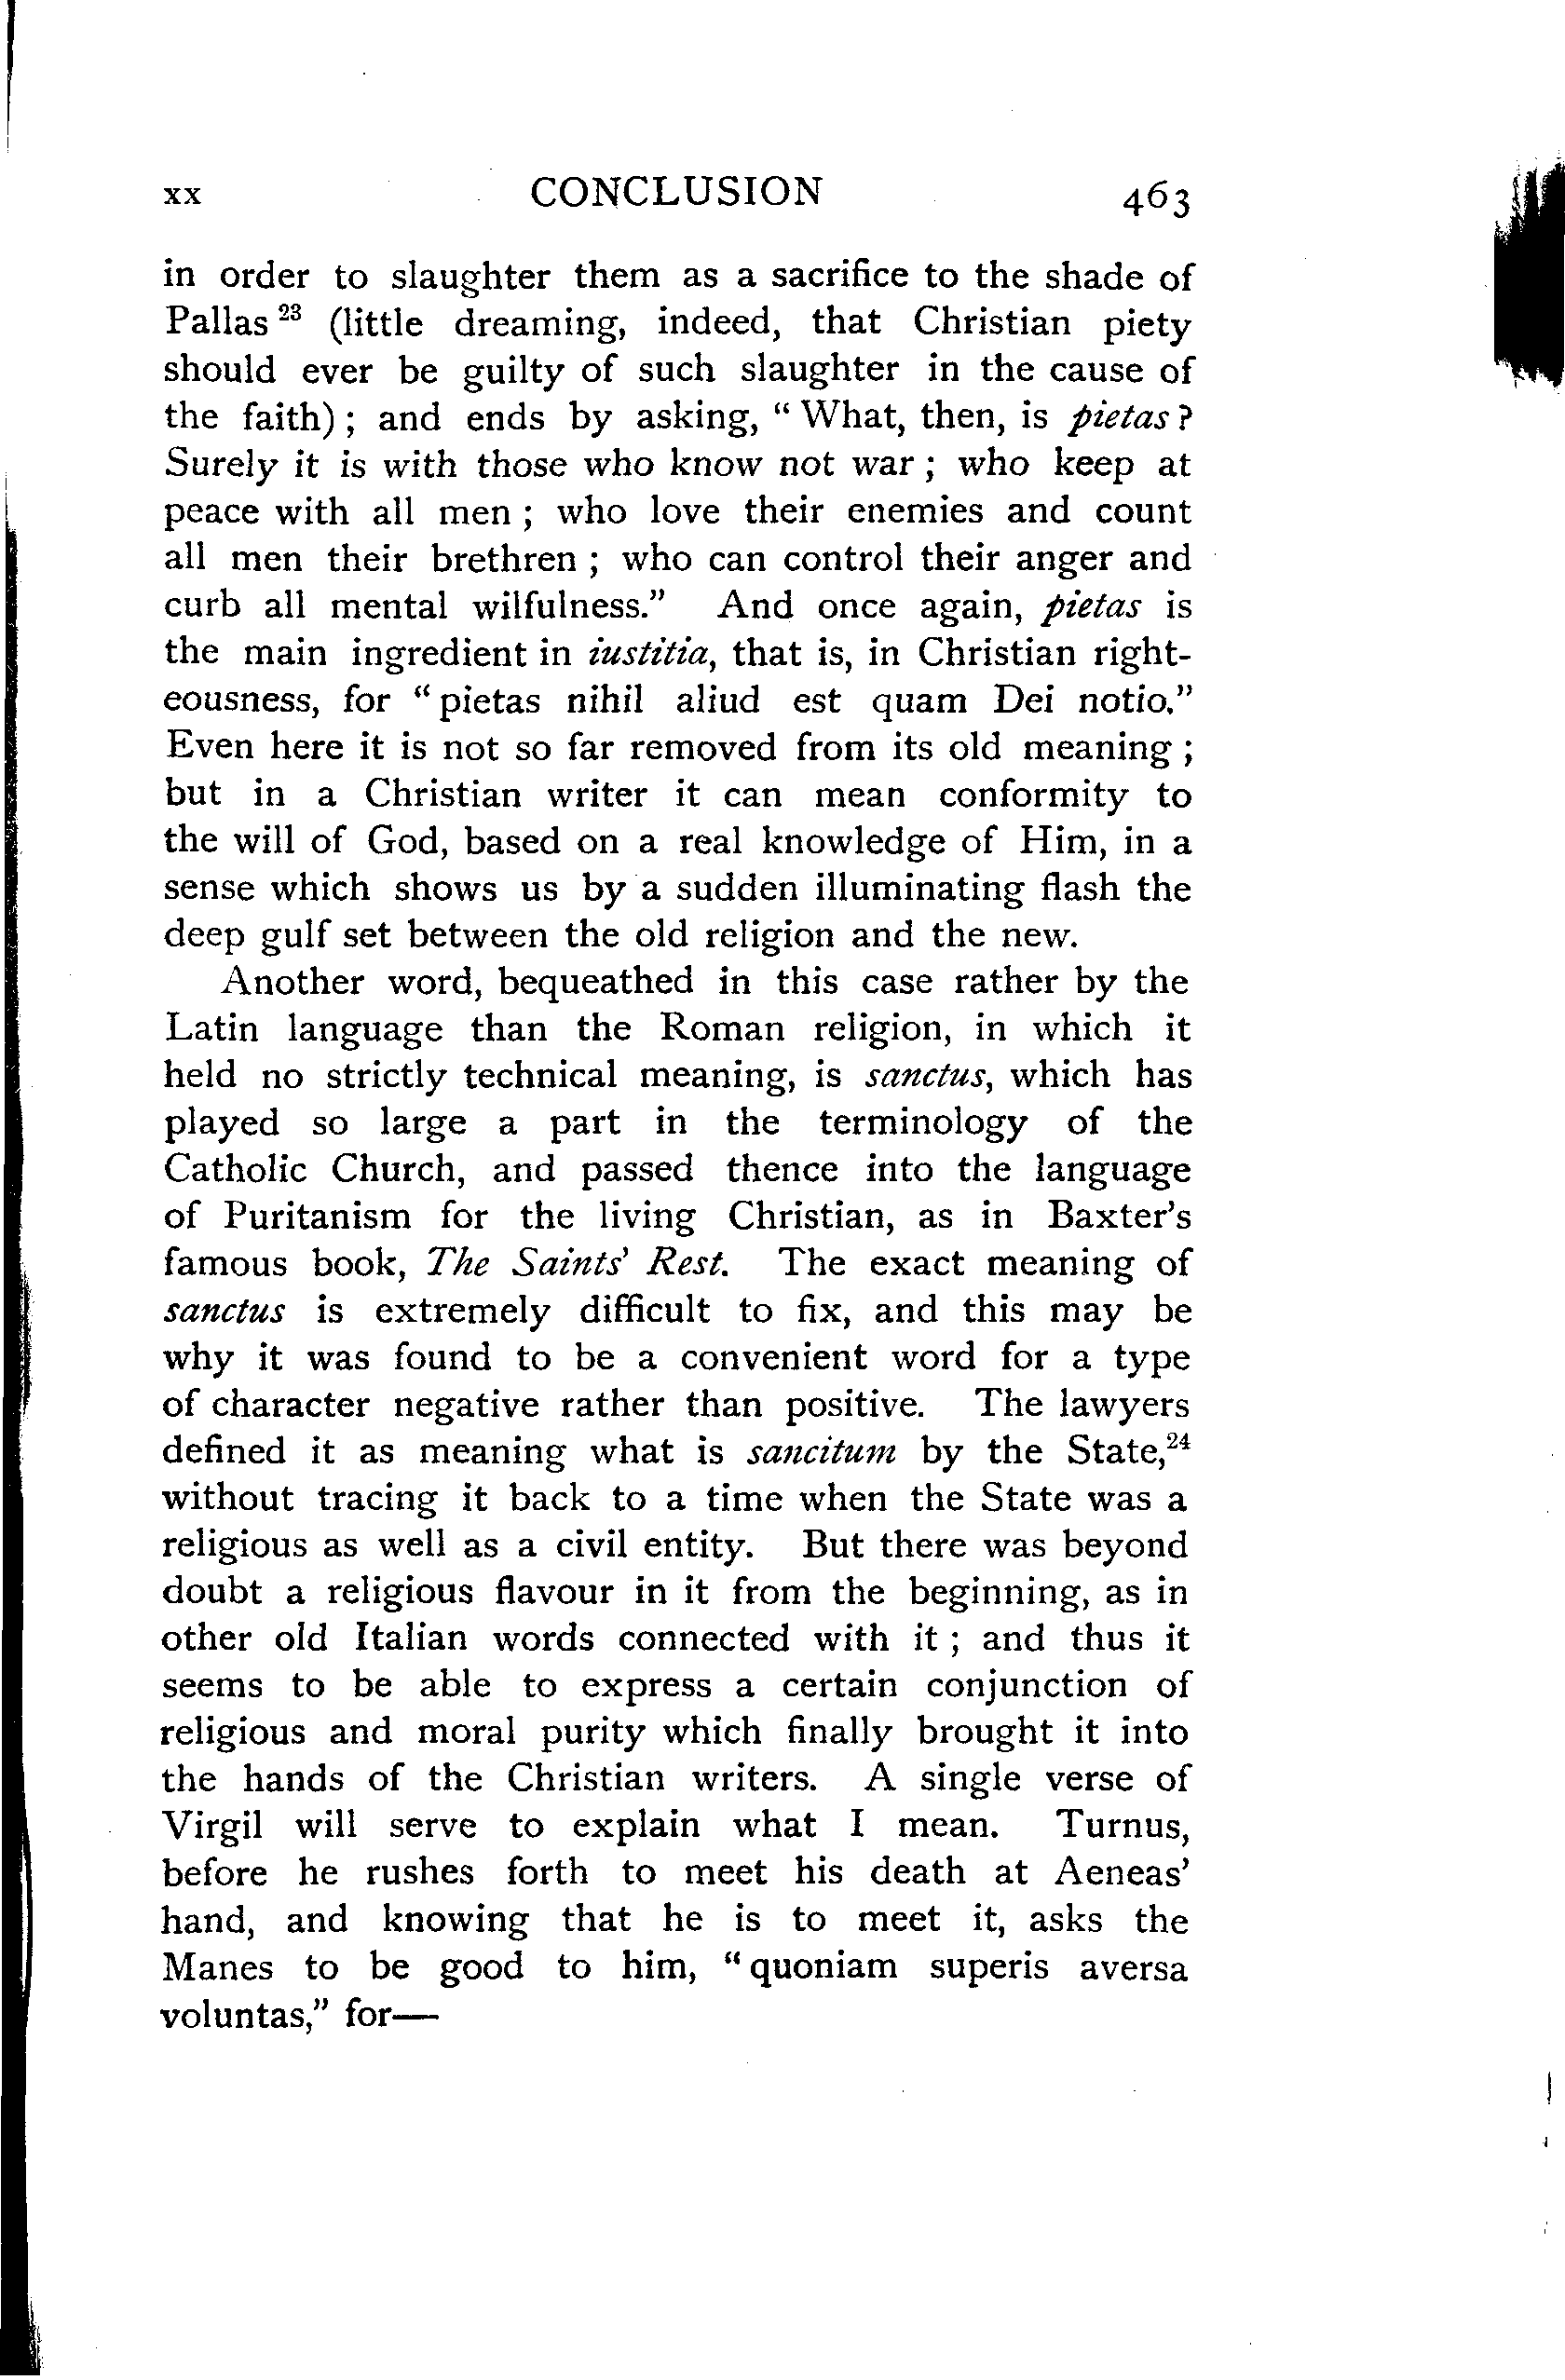 xx CONCLUSION 463
in order to slaughter them as a sacrifice to the shade of
Pallas 23 (little dreaming, indeed, that Christian piety
should ever be guilty of such slaughter in the cause of
the faith) ; and ends by asking, “ What, then, is pietas ?
Surely it is with those who know not war ; who keep at
peace with all men ; who love their enemies and count
all men their brethren ; who can control their anger and
curb all mental wilfulness.” And once again, pietas is
the main ingredient in iustitia, that is, in Christian right-
eousness, for “ pietas nihil aliud est quam Dei notio.”
Even here it is not so far removed from its old meaning ;
but in a Christian writer it can mean conformity to
the will of God, based on a real knowledge of Him, in a
sense which shows us by a sudden illuminating flash the
deep gulf set between the old religion and the new.
Another word, bequeathed in this case rather by the
Latin language than the Roman religion, in which it
held no strictly technical meaning, is sanctus, which has
played so large a part in the terminology of the
Catholic Church, and passed thence into the language
of Puritanism for the living Christian, as in Baxter’s
famous book, The Saints’ Rest. The exact meaning of
sanctus is extremely difficult to fix, and this may be
why it was found to be a convenient word for a type
of character negative rather than positive. The lawyers
defined it as meaning what is sancitum by the State,24
without tracing it back to a time when the State was a
religious as well as a civil entity. But there was beyond
doubt a religious flavour in it from the beginning, as in
other old Italian words connected with it ; and thus it
seems to be able to express a certain conjunction of
religious and moral purity which finally brought it into
the hands of the Christian writers. A single verse of
Virgil will serve to explain what I mean. Turnus,
before he rushes forth to meet his death at Aeneas’
hand, and knowing that he is to meet it, asks the
Manes to be good to him, “ quoniam superis aversa
voluntas,” for—